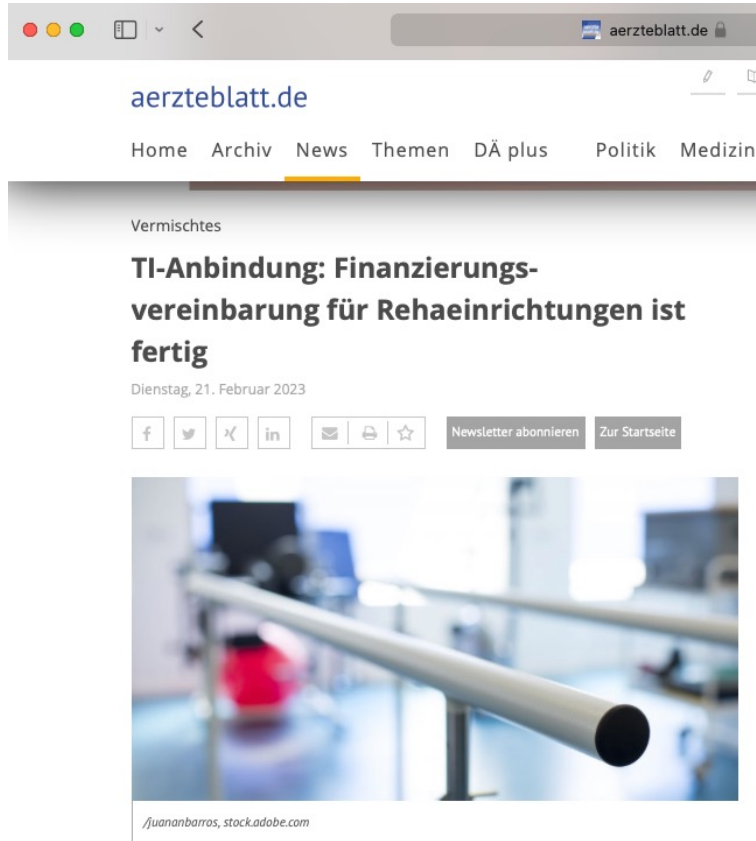 aerzteblatt.de
aerzteblatt.de
Home Archiv News Themen DÄ plus Politik Medizin
Vermischtes
TI-Anbindung: Finanzierungs-
vereinbarung für Rehaeinrichtungen ist
fertig
Dienstag, 21. Februar 2023
Newsletter abonnieren Zur Startseite
/juananbarros, stock.adobe.com